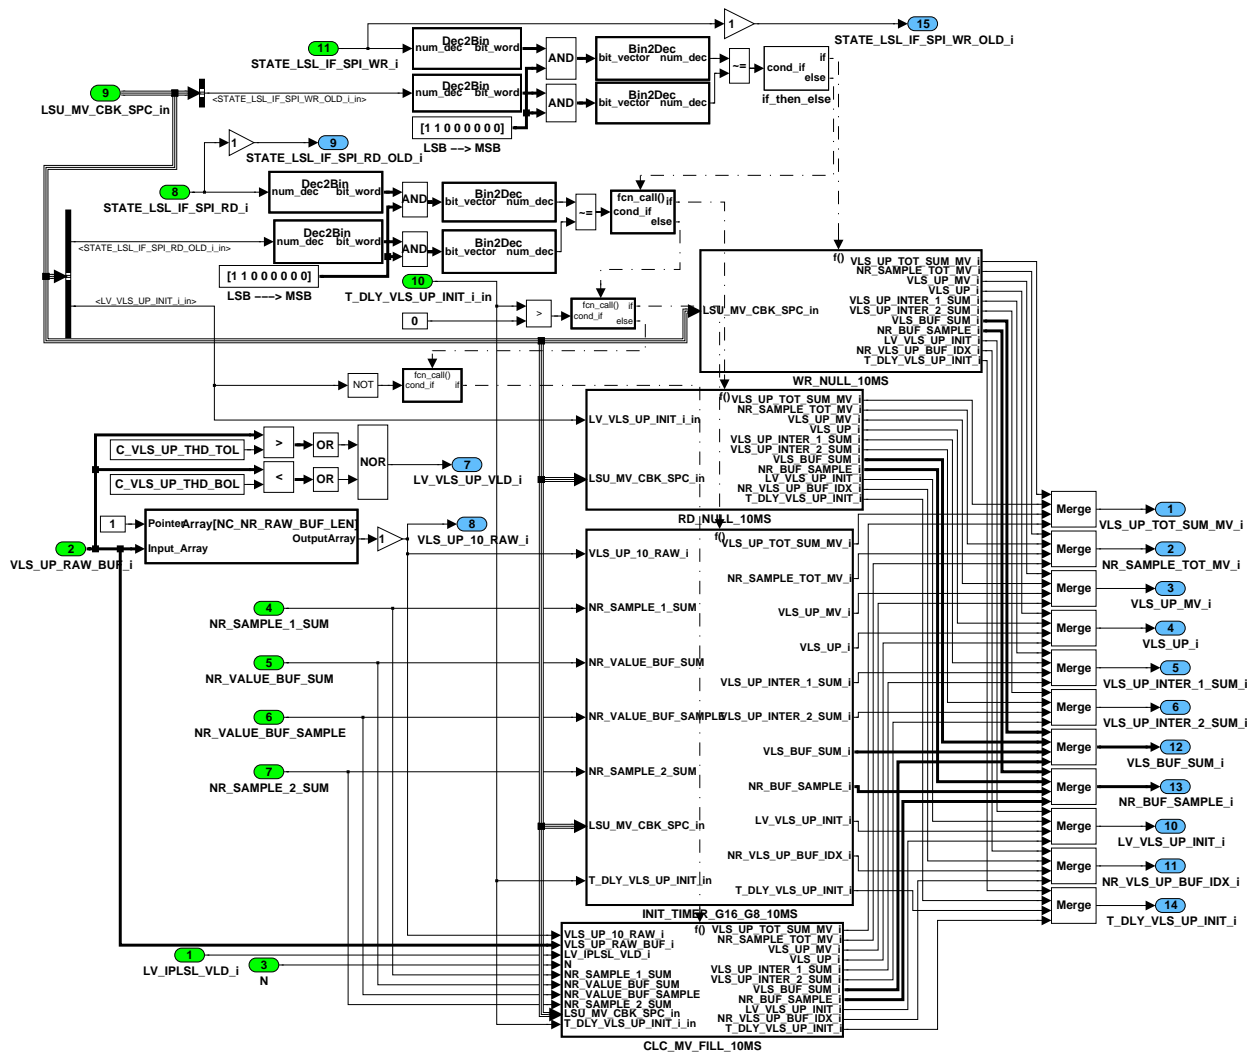 1
15
STATE_LSL_IF_SPI_WR_OLD_i
11
STATE_LSL_IF_SPI_WR_i
Dec2Bin
num_dec bit_word
AND
Bin2Dec
bit_vector num_dec
~=
cond_if
if
else
if_then_else
9
LSU_MV_CBK_SPC_in
<STATE_LSL_IF_SPI_WR_OLD_i_in>
Dec2Bin
num_dec bit_word
AND
Bin2Dec
bit_vector num_dec
[1 1 0 0 0 0 0 0]
LSB ---> MSB
1
9
STATE_LSL_IF_SPI_RD_OLD_i
8
STATE_LSL_IF_SPI_RD_i
Dec2Bin
num_dec bit_word
AND
Bin2Dec
bit_vector num_dec
~=
fcn_call()
cond_if
if
else
<STATE_LSL_IF_SPI_RD_OLD_i_in>
Dec2Bin
num_dec bit_word
AND
Bin2Dec
bit_vector num_dec
[1 1 0 0 0 0 0 0]
LSB ---> MSB
10
T_DLY_VLS_UP_INIT_i_in
<LV_VLS_UP_INIT_i_in>
0
>
fcn_call()
cond_if
if
else
NOT
fcn_call()
cond_if
if
f()
LSU_MV_CBK_SPC_in
VLS_UP_TOT_SUM_MV_i
NR_SAMPLE_TOT_MV_i
VLS_UP_MV_i
VLS_UP_i
VLS_UP_INTER_1_SUM_i
VLS_UP_INTER_2_SUM_i
VLS_BUF_SUM_i
NR_BUF_SAMPLE_i
LV_VLS_UP_INIT_i
NR_VLS_UP_BUF_IDX_i
T_DLY_VLS_UP_INIT_i
WR_NULL_10MS
f()
LV_VLS_UP_INIT_i_in
LSU_MV_CBK_SPC_in
VLS_UP_TOT_SUM_MV_i
NR_SAMPLE_TOT_MV_i
VLS_UP_MV_i
VLS_UP_i
VLS_UP_INTER_1_SUM_i
VLS_UP_INTER_2_SUM_i
VLS_BUF_SUM_i
NR_BUF_SAMPLE_i
LV_VLS_UP_INIT_i
NR_VLS_UP_BUF_IDX_i
T_DLY_VLS_UP_INIT_i
RD_NULL_10MS
C_VLS_UP_THD_TOL
>
OR
C_VLS_UP_THD_BOL
<
OR
NOR
7
LV_VLS_UP_VLD_i
1
Pointer
Array[NC_NR_RAW_BUF_LEN]
Input_Array
OutputArray
1
8
VLS_UP_10_RAW_i
2
VLS_UP_RAW_BUF_i
4
NR_SAMPLE_1_SUM
5
NR_VALUE_BUF_SUM
6
NR_VALUE_BUF_SAMPLE
7
NR_SAMPLE_2_SUM
f()
VLS_UP_10_RAW_i
NR_SAMPLE_1_SUM
NR_VALUE_BUF_SUM
NR_VALUE_BUF_SAMPLE
NR_SAMPLE_2_SUM
LSU_MV_CBK_SPC_in
T_DLY_VLS_UP_INIT_in
VLS_UP_TOT_SUM_MV_i
NR_SAMPLE_TOT_MV_i
VLS_UP_MV_i
VLS_UP_i
VLS_UP_INTER_1_SUM_i
VLS_UP_INTER_2_SUM_i
VLS_BUF_SUM_i
NR_BUF_SAMPLE_i
LV_VLS_UP_INIT_i
NR_VLS_UP_BUF_IDX_i
T_DLY_VLS_UP_INIT_i
INIT_TIMER_G16_G8_10MS
1
LV_IPLSL_VLD_i
3
N
f()
VLS_UP_10_RAW_i
VLS_UP_RAW_BUF_i
LV_IPLSL_VLD_i
N
NR_SAMPLE_1_SUM
NR_VALUE_BUF_SUM
NR_VALUE_BUF_SAMPLE
NR_SAMPLE_2_SUM
LSU_MV_CBK_SPC_in
T_DLY_VLS_UP_INIT_i_in
VLS_UP_TOT_SUM_MV_i
NR_SAMPLE_TOT_MV_i
VLS_UP_MV_i
VLS_UP_i
VLS_UP_INTER_1_SUM_i
VLS_UP_INTER_2_SUM_i
VLS_BUF_SUM_i
NR_BUF_SAMPLE_i
LV_VLS_UP_INIT_i
NR_VLS_UP_BUF_IDX_i
T_DLY_VLS_UP_INIT_i
CLC_MV_FILL_10MS
Merge
1
VLS_UP_TOT_SUM_MV_i
Merge
2
NR_SAMPLE_TOT_MV_i
Merge
3
VLS_UP_MV_i
Merge
4
VLS_UP_i
Merge
5
VLS_UP_INTER_1_SUM_i
Merge
6
VLS_UP_INTER_2_SUM_i
Merge
12
VLS_BUF_SUM_i
Merge
13
NR_BUF_SAMPLE_i
Merge
10
LV_VLS_UP_INIT_i
Merge
11
NR_VLS_UP_BUF_IDX_i
Merge
14
T_DLY_VLS_UP_INIT_i